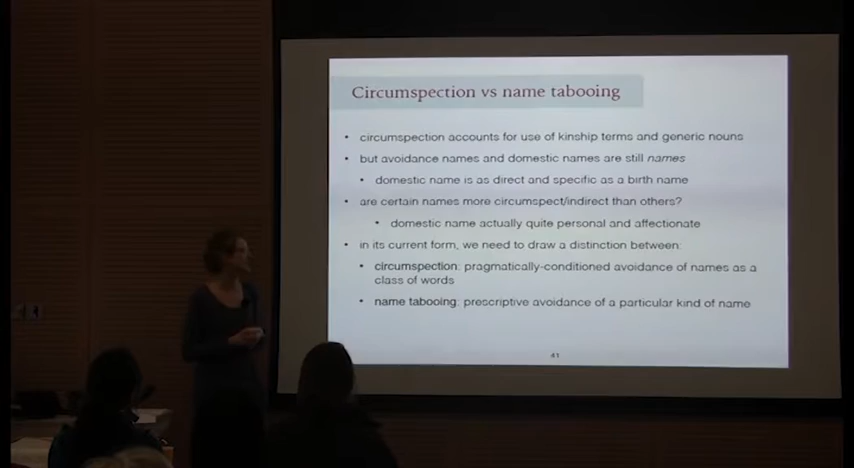 Circumspection vs name tabooing
• circumspection accounts for use of kinship terms and generic nouns
• but avoidance names and domestic names are still names
• domestic name is as direct and specific as a birth name
• are certain names more circumspect/indirect than others?
• domestic name actually quite personal and affectionate
• in its current form, we need to draw a distinction between:
• circumspection: pragmatically-conditioned avoidance of names as a
class of words
• name tabooing: prescriptive avoidance of a particular kind of name
41